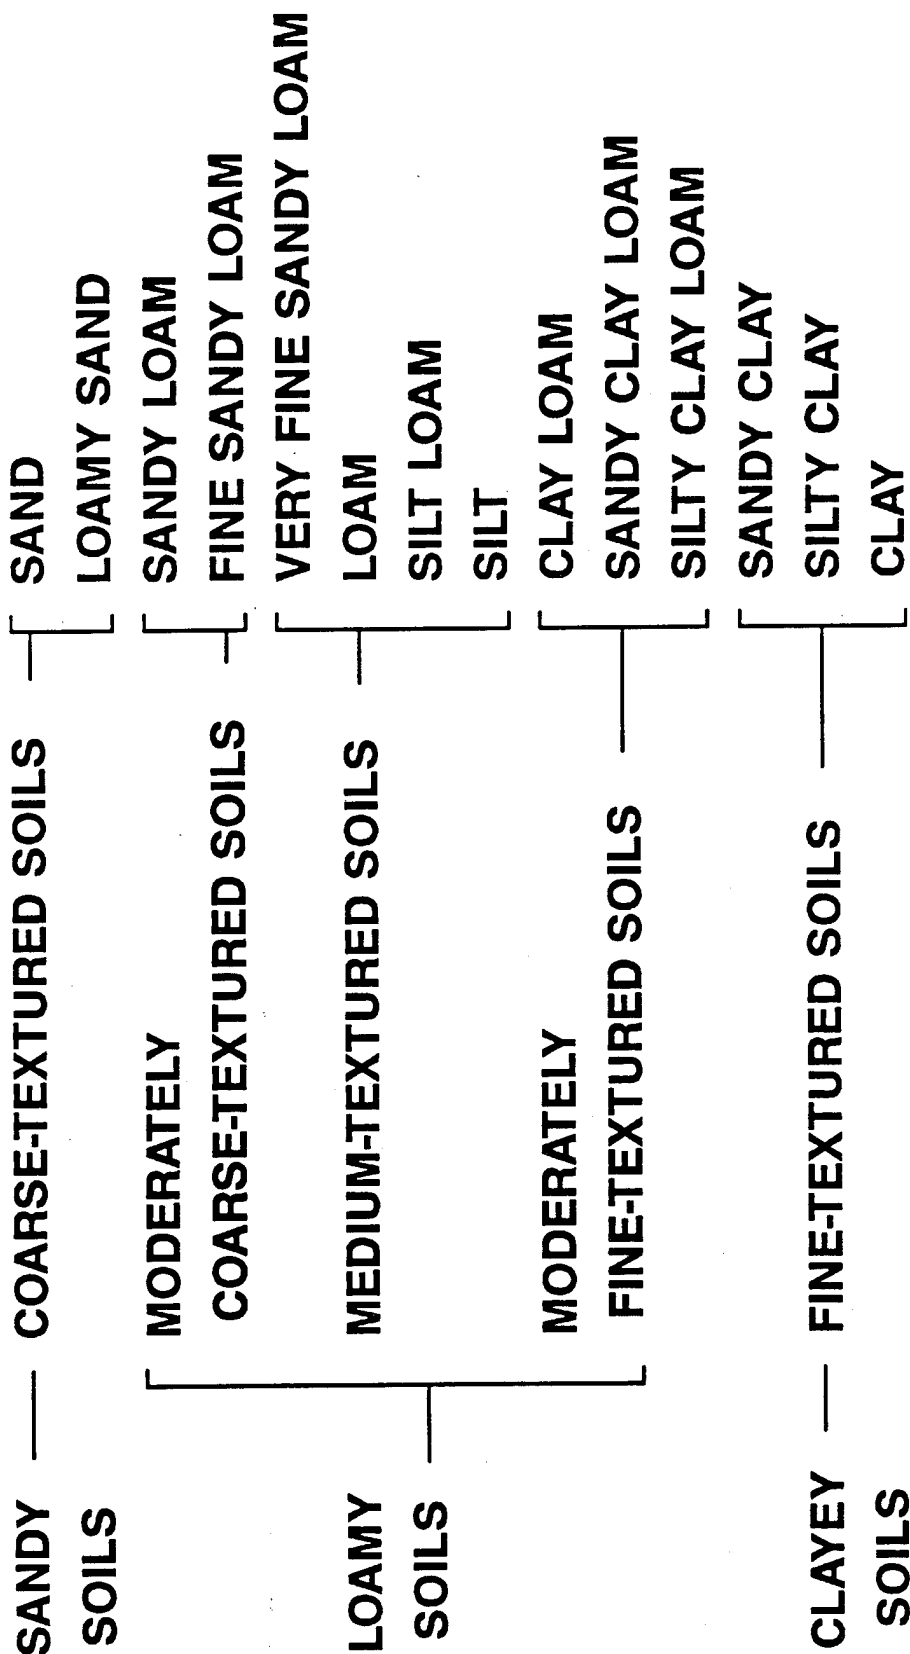 SANDY
SOILS
COARSE-TEXTURED SOILS
SAND
LOAMY SAND
LOAMY
SOILS
MODERATELY
COARSE-TEXTURED SOILS
SANDY LOAM
FINE SANDY LOAM
MEDIUM-TEXTURED SOILS
VERY FINE SANDY LOAM
LOAM
SILT LOAM
SILT
MODERATELY
FINE-TEXTURED SOILS
CLAY LOAM
SANDY CLAY LOAM
SILTY CLAY LOAM
CLAYEY
SOILS
FINE-TEXTURED SOILS
SANDY CLAY
SILTY CLAY
CLAY